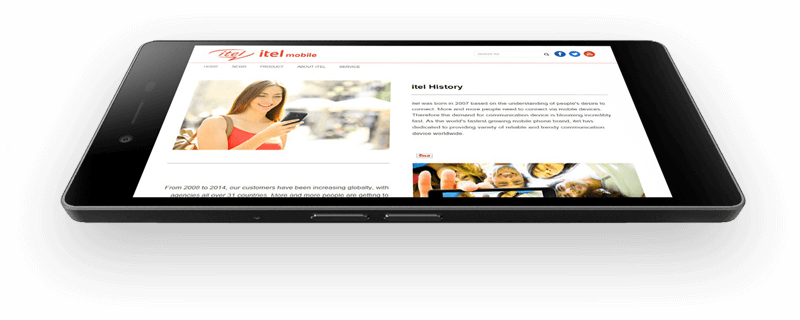 itel itel mobile
HOME NEWS PRODUCT ABOUT ITEL SERVICE
itel History
itel was born in 2007 based on the understanding of people's desire to
connect. More and more people need to connect via mobile devices.
Therefore the demand for communication device is blooming incredibly
fast. As the world's fastest growing mobile phone brand, itel has
dedicated to providing variety of reliable and trendy communication
device worldwide.
Pin it
From 2009 to 2014, our customers have been increasing globally, with
agencies all over 31 countries. More and more people are getting to